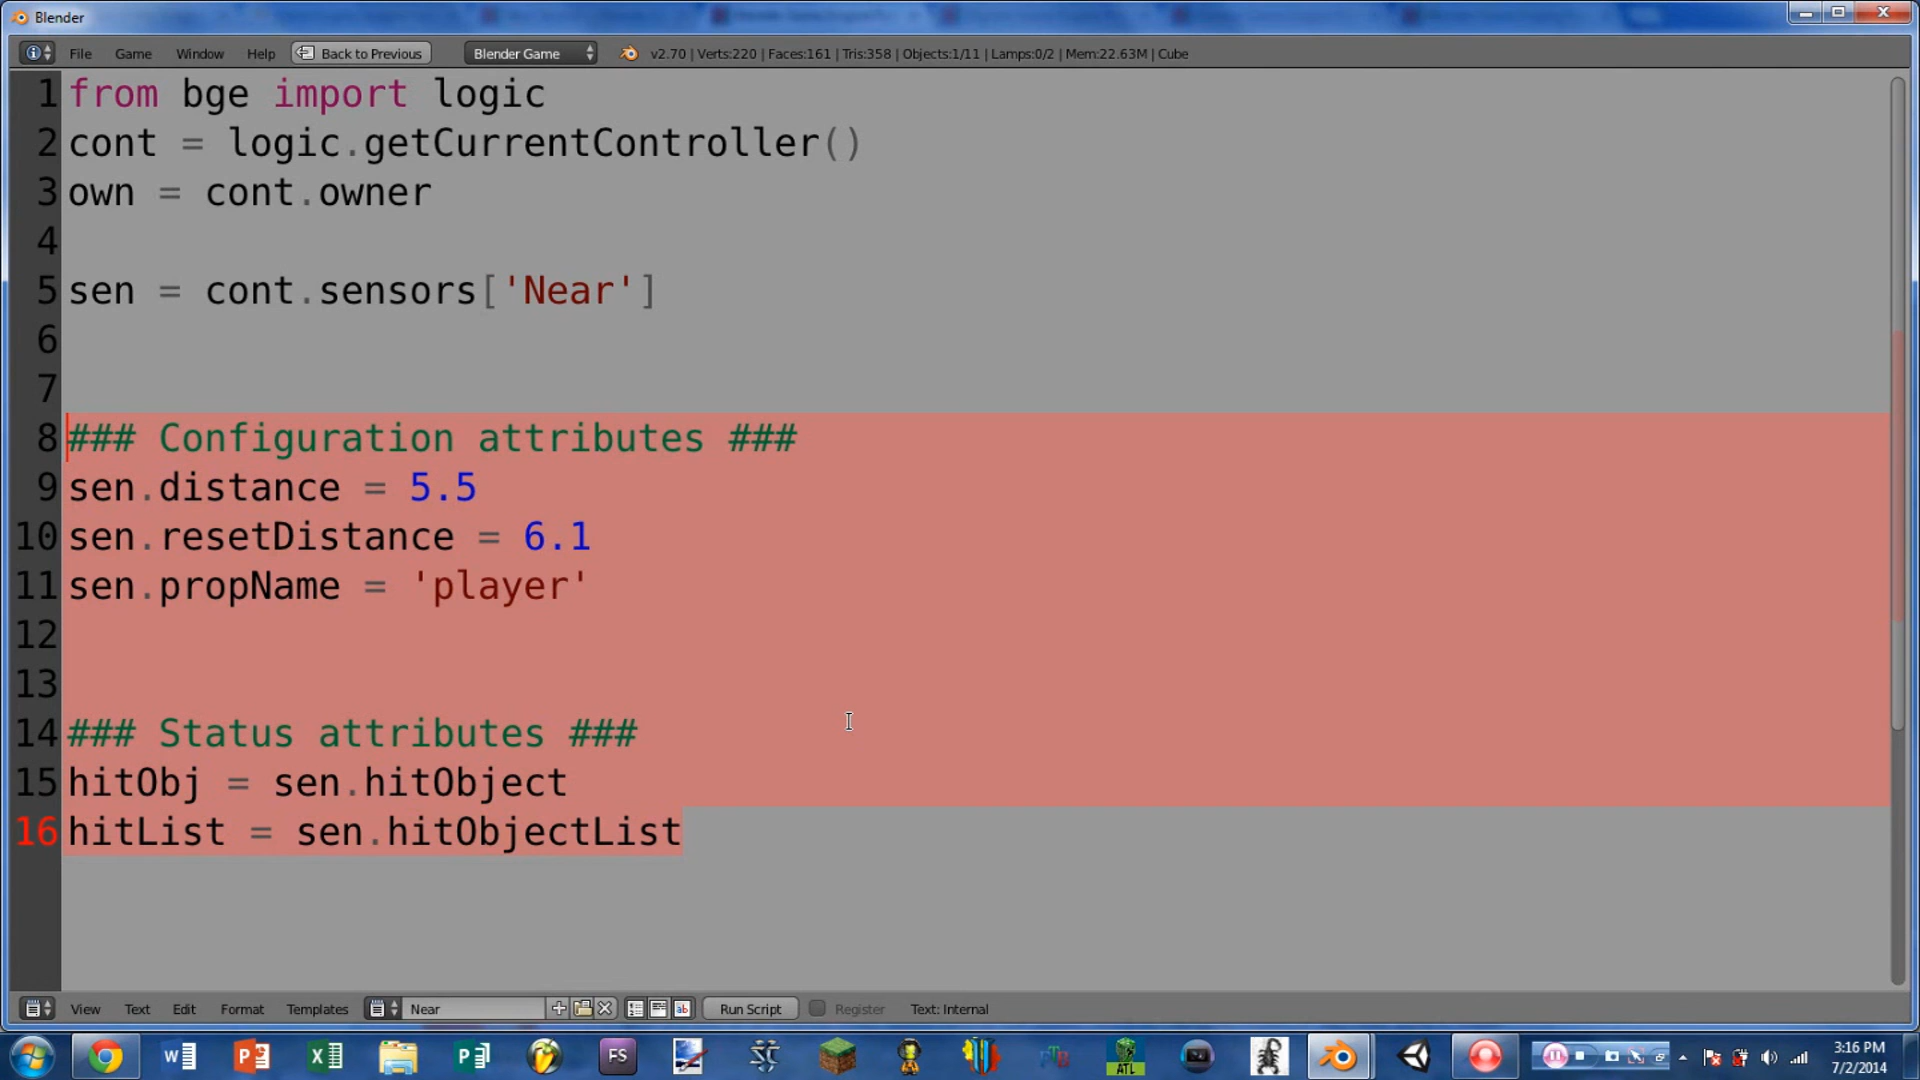 Blender
File Game Window Help Back to Previous Blender Game v2.70 | Verts:220 | Faces:161 | Tris:358 | Objects:1/11 | Lamps:0/2 | Mem:22.63M | Cube
1 from bge import logic
2 cont = logic.getCurrentController()
3 own = cont.owner
4
5 sen = cont.sensors['Near']
6
7
8 ### Configuration attributes ###
9 sen.distance = 5.5
10 sen.resetDistance = 6.1
11 sen.propName = 'player'
12
13
14 ### Status attributes ###
15 hitObj = sen.hitObject
16 hitList = sen.hitObjectList
View Text Edit Format Templates Near Run Script Register Text: Internal
FS ATL
3:16 PM
7/2/2014